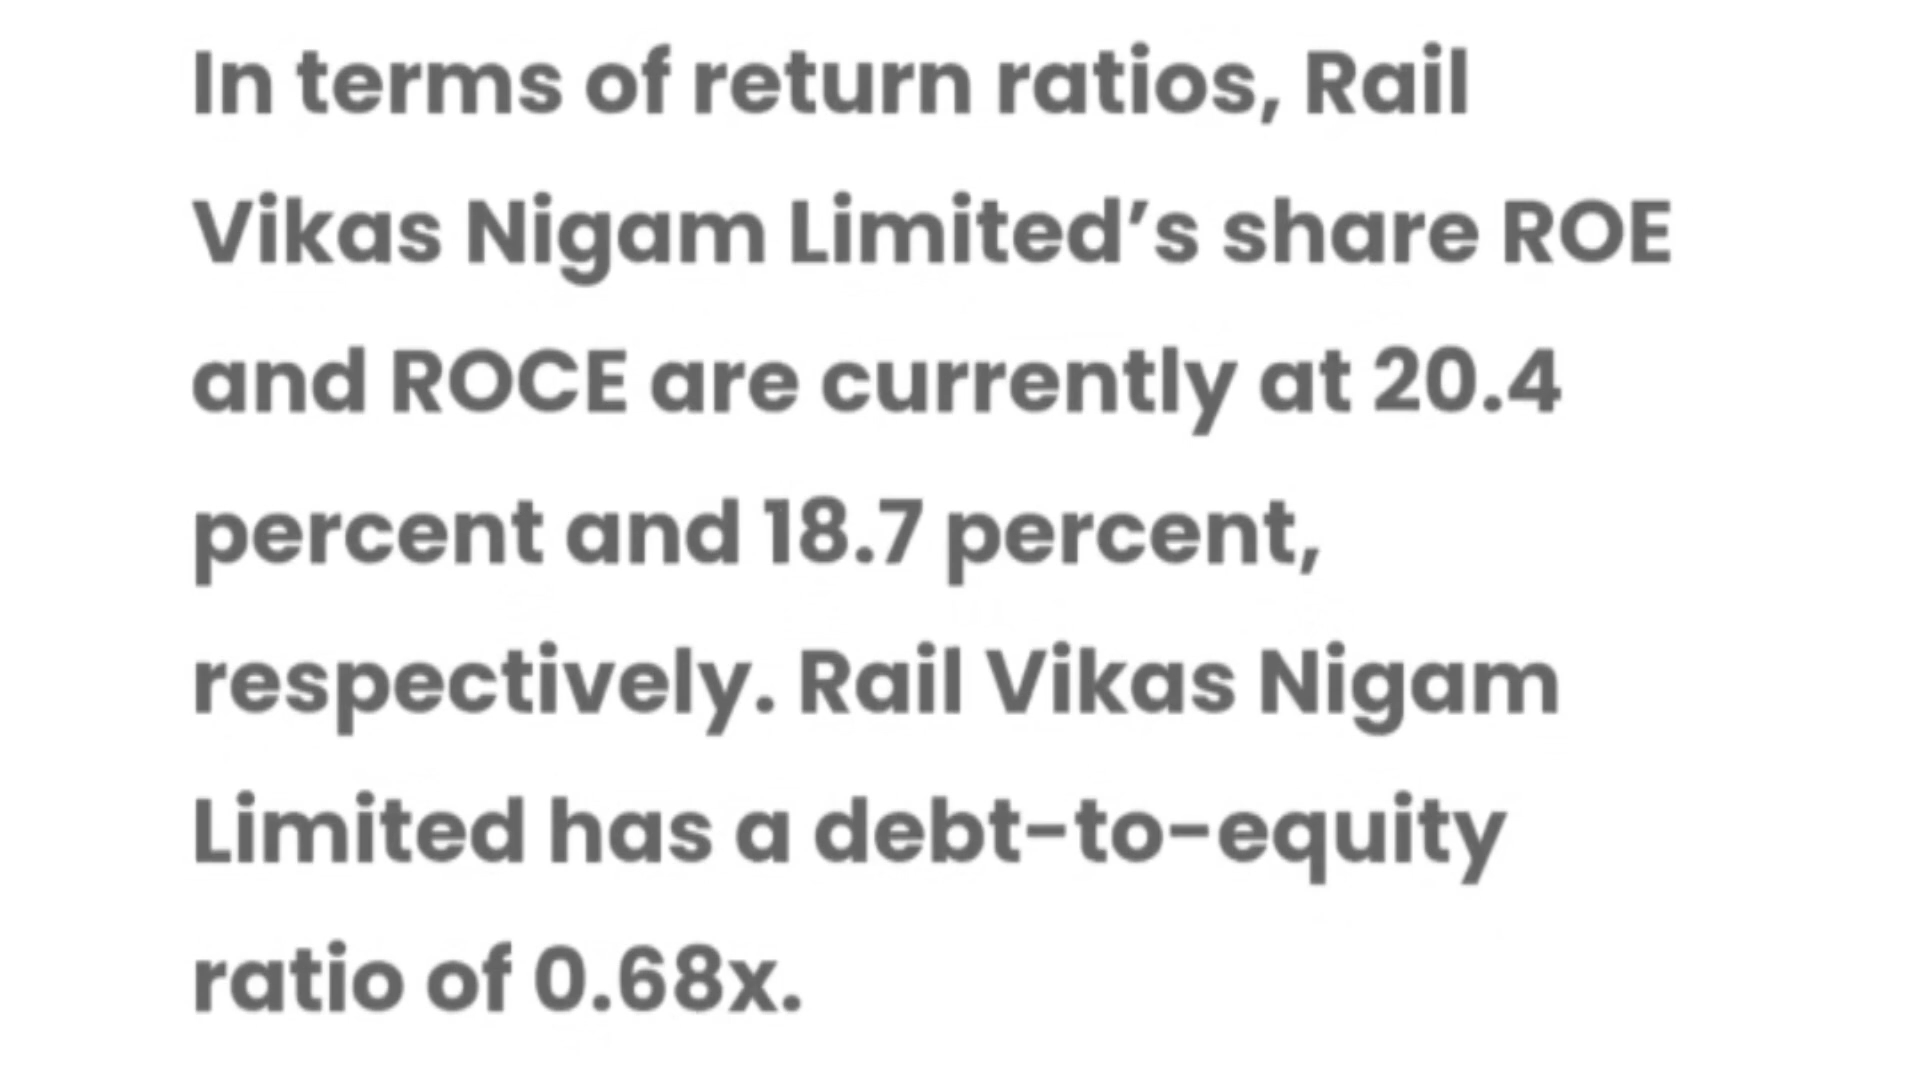 In terms of return ratios, Rail
Vikas Nigam Limited’s share ROE
and ROCE are currently at 20.4
percent and 18.7 percent,
respectively. Rail Vikas Nigam
Limited has a debt-to-equity
ratio of 0.68x.